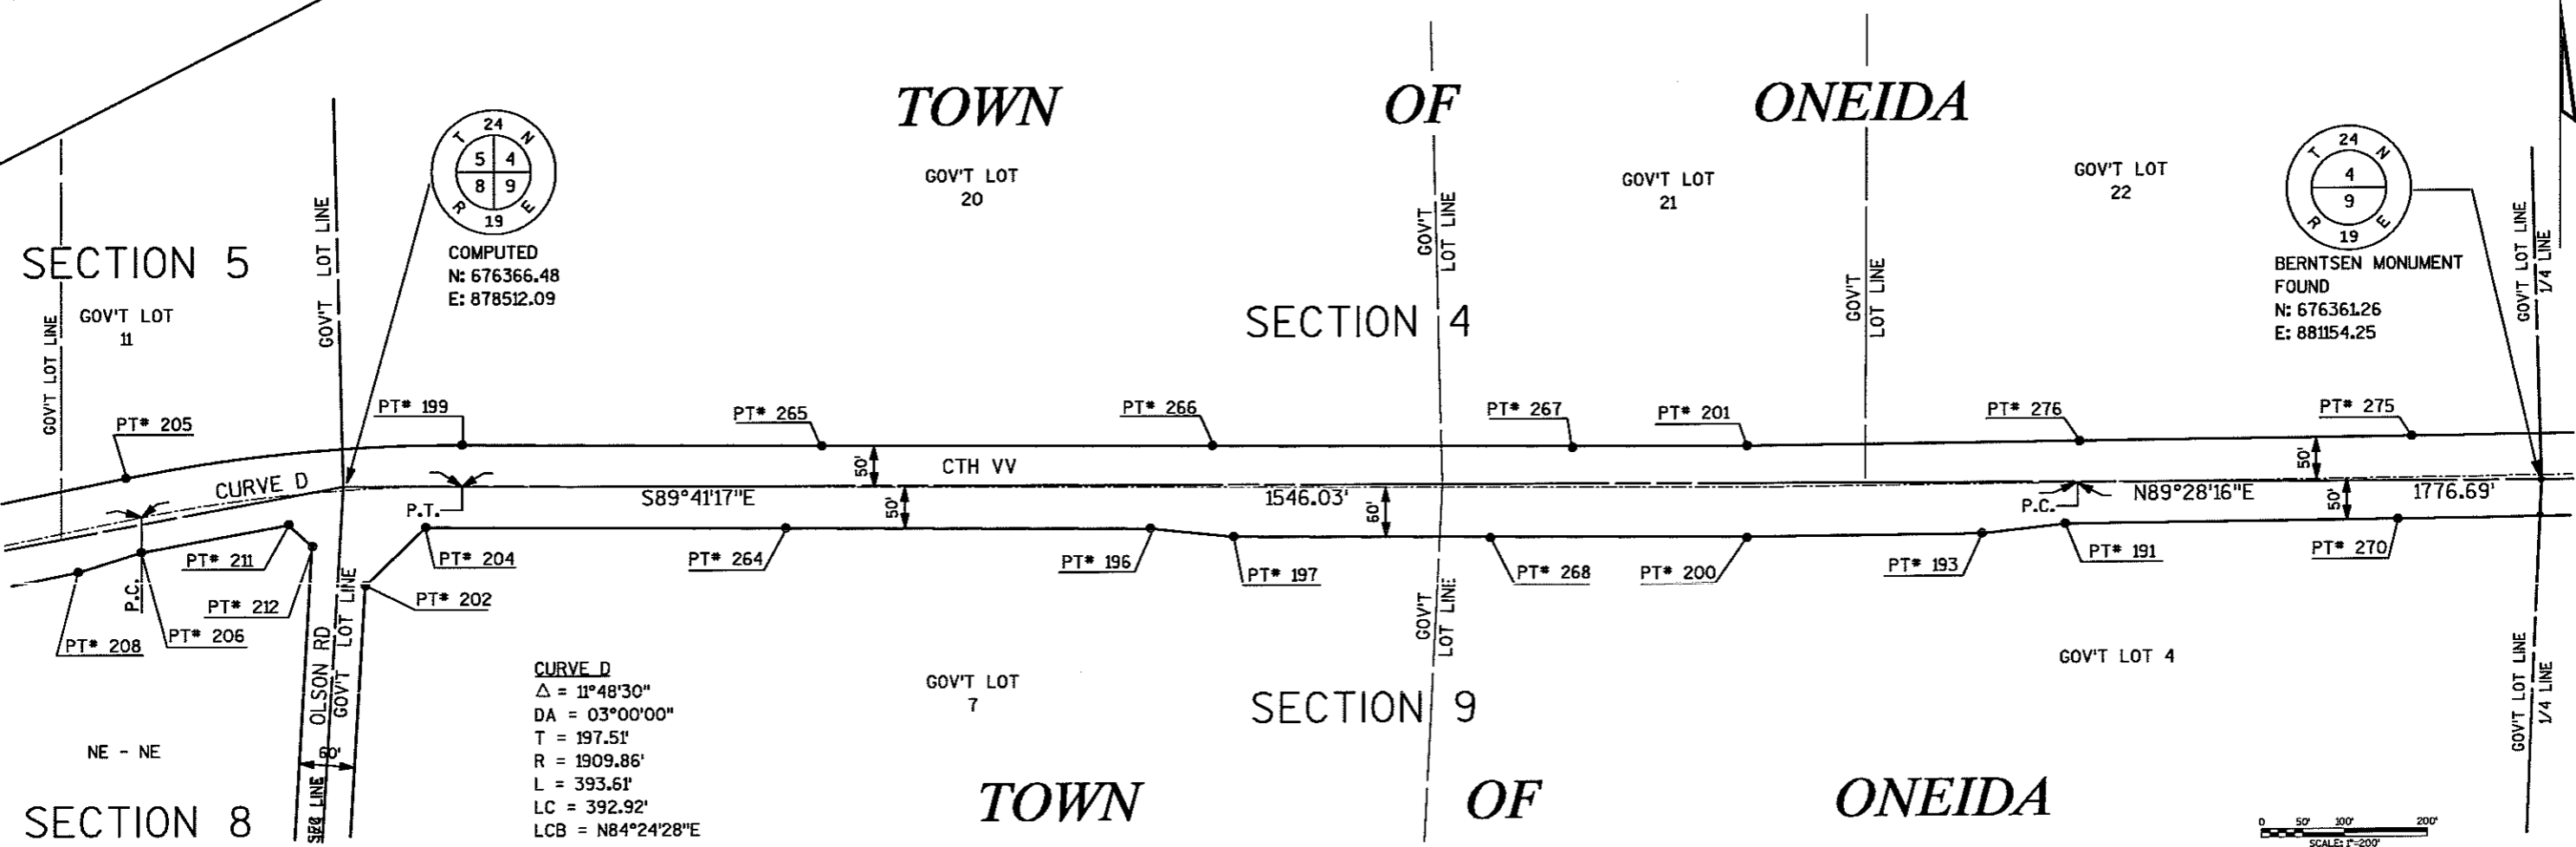 TOWN OF ONEIDA
24
T N
5 4
8 9
R E
19
COMPUTED
N: 676366.48
E: 878512.09
GOV'T LOT
20
GOV'T LOT
21
GOV'T LOT
22
24
T N
4
9
R E
19
BERNTSEN MONUMENT
FOUND
N: 676361.26
E: 881154.25
SECTION 5
GOV'T LOT
11
GOV'T LOT LINE
GOV'T LOT LINE
GOV'T
LOT LINE
GOV'T
LOT LINE
GOV'T LOT LINE
1/4 LINE
SECTION 4
PT# 205
PT# 199
PT# 265
PT# 266
PT# 267
PT# 201
PT# 276
PT# 275
CURVE D
P.T.
S89°41'17"E
50'
CTH VV
50'
1546.03'
60'
P.C.
N89°28'16"E
50'
50'
1776.69'
PT# 211
PT# 204
PT# 264
PT# 196
PT# 197
PT# 268
PT# 200
PT# 193
PT# 191
PT# 270
P.C.
PT# 212
PT# 202
PT# 208
PT# 206
OLSON RD
GOV'T LOT LINE
GOV'T
LOT LINE
GOV'T LOT LINE
1/4 LINE
GOV'T LOT 4
CURVE D
Δ = 11°48'30"
DA = 03°00'00"
T = 197.51'
R = 1909.86'
L = 393.61'
LC = 392.92'
LCB = N84°24'28"E
GOV'T LOT
7
SECTION 9
NE - NE
60'
SECTION 8
SEC LINE
TOWN OF ONEIDA
0 50' 100' 200'
SCALE: 1"=200'